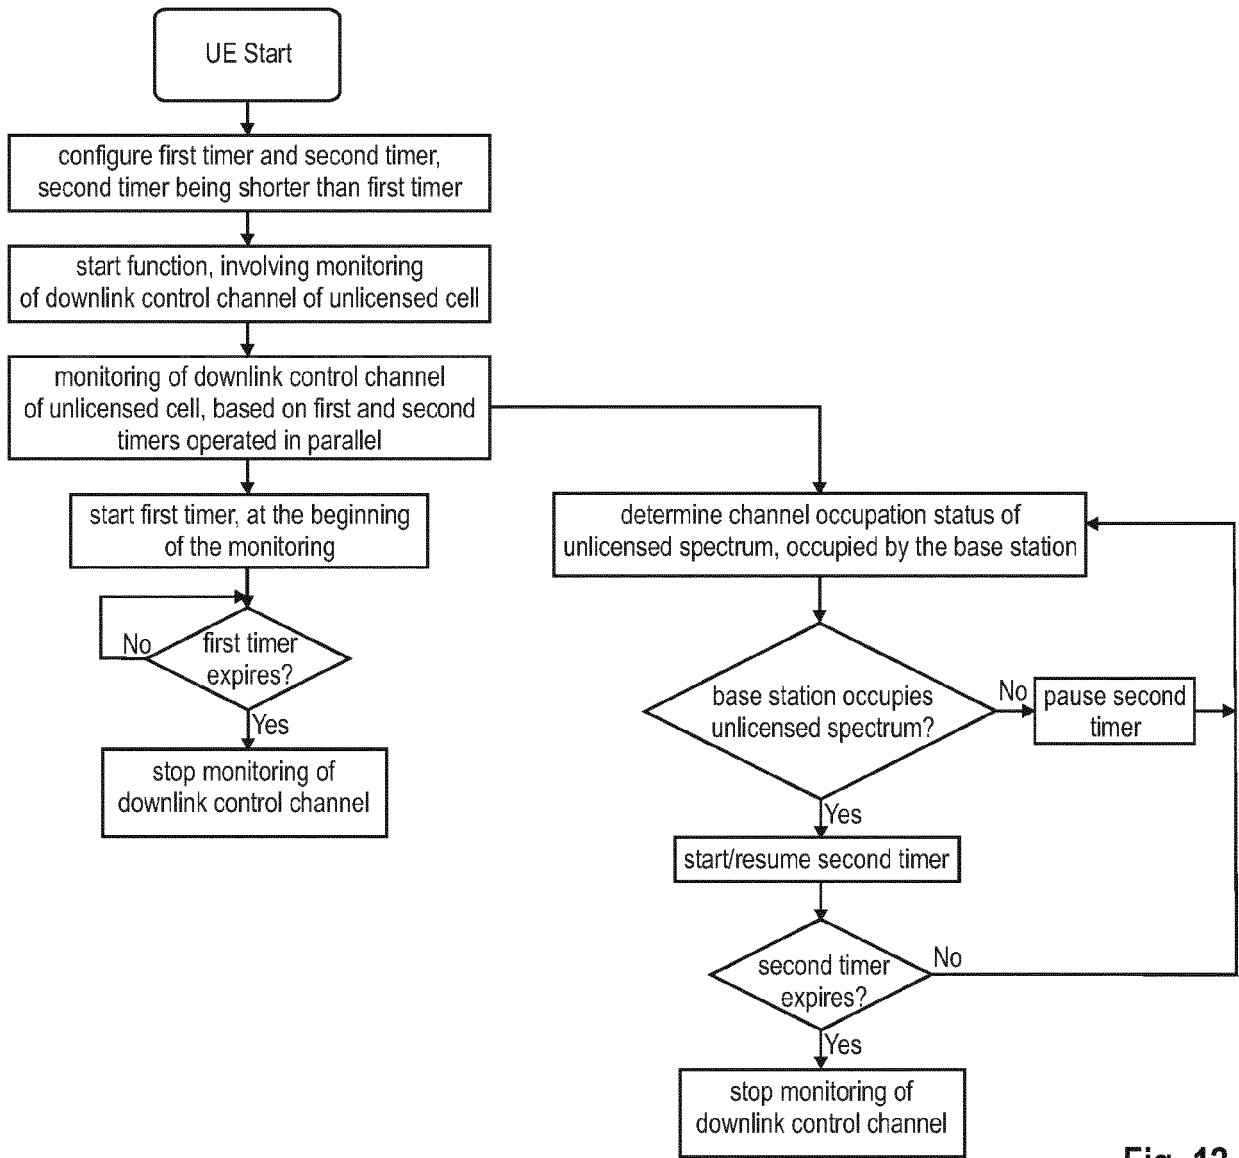 UE Start
configure first timer and second timer,
second timer being shorter than first timer
start function, involving monitoring
of downlink control channel of unlicensed cell
monitoring of downlink control channel
of unlicensed cell, based on first and second
timers operated in parallel
start first timer, at the beginning
of the monitoring
No
first timer
expires?
Yes
stop monitoring of
downlink control channel
determine channel occupation status of
unlicensed spectrum, occupied by the base station
base station occupies
unlicensed spectrum?
No
pause second
timer
Yes
start/resume second timer
second timer
expires?
No
Yes
stop monitoring of
downlink control channel